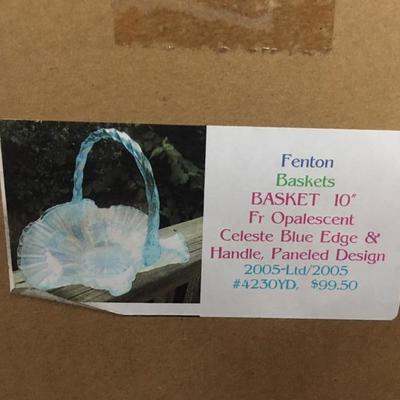 Fenton
Baskets
BASKET 10"
Fr Opalescent
Celeste Blue Edge &
Handle, Paneled Design
2005-Ltd/2005
#4230YD, $99.50